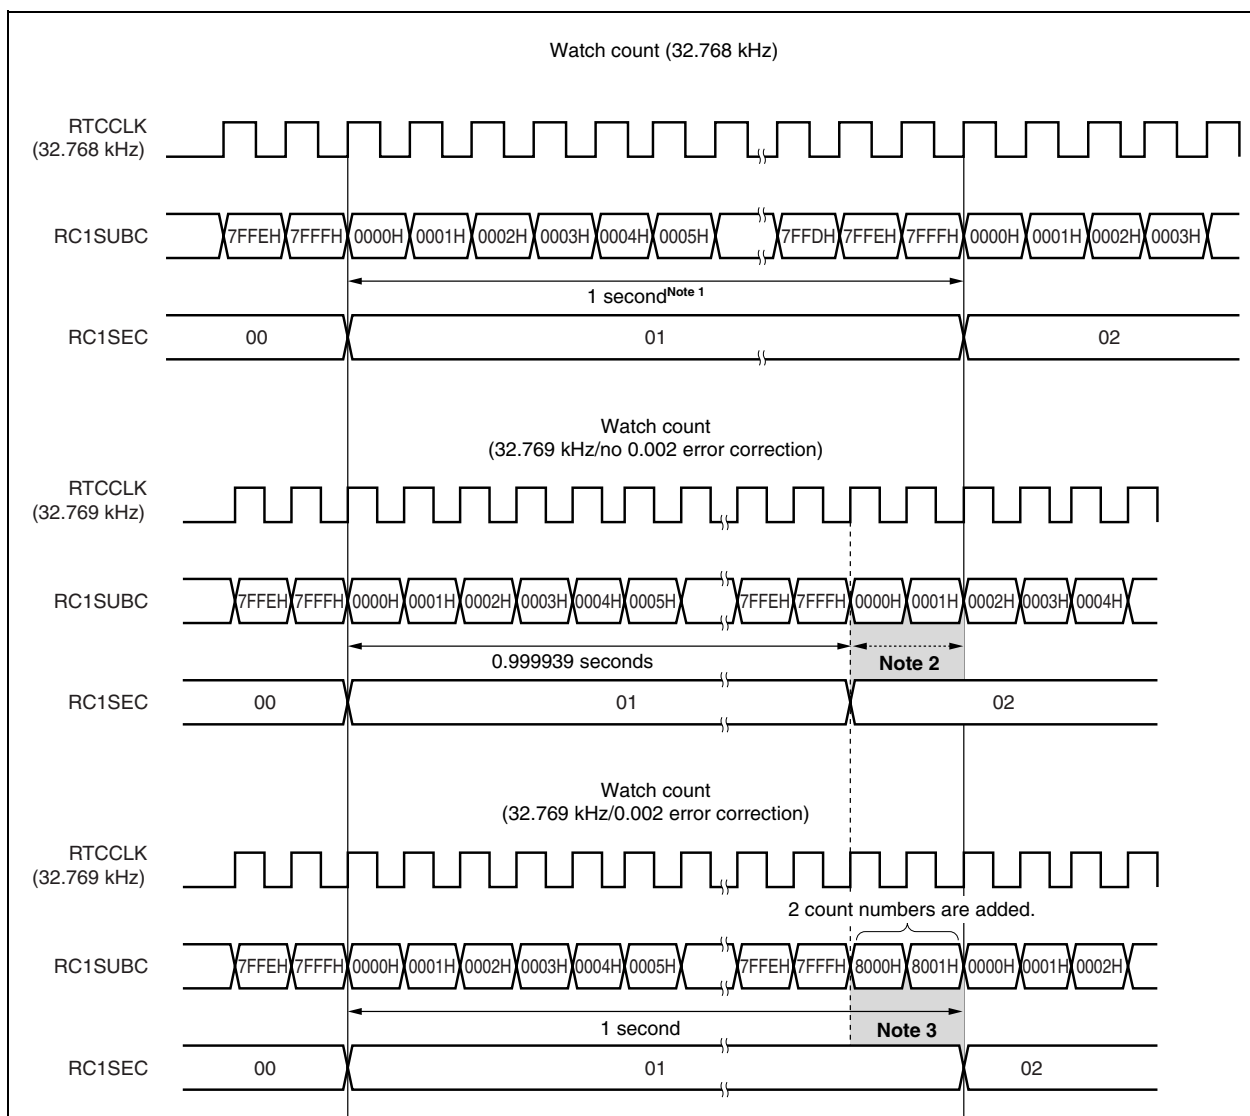 Watch count (32.768 kHz)
RTCCLK
(32.768 kHz)
RC1SUBC 7FFEH 7FFFH 0000H 0001H 0002H 0003H 0004H 0005H 7FFDH 7FFEH 7FFFH 0000H 0001H 0002H 0003H
1 second Note 1
RC1SEC 00 01 02
Watch count
(32.769 kHz/no 0.002 error correction)
RTCCLK
(32.769 kHz)
RC1SUBC 7FFEH 7FFFH 0000H 0001H 0002H 0003H 0004H 0005H 7FFEH 7FFFH 0000H 0001H 0002H 0003H 0004H
0.999939 seconds Note 2
RC1SEC 00 01 02
Watch count
(32.769 kHz/0.002 error correction)
RTCCLK
(32.769 kHz)
2 count numbers are added.
RC1SUBC 7FFEH 7FFFH 0000H 0001H 0002H 0003H 0004H 0005H 7FFEH 7FFFH 8000H 8001H 0000H 0001H 0002H
1 second Note 3
RC1SEC 00 01 02